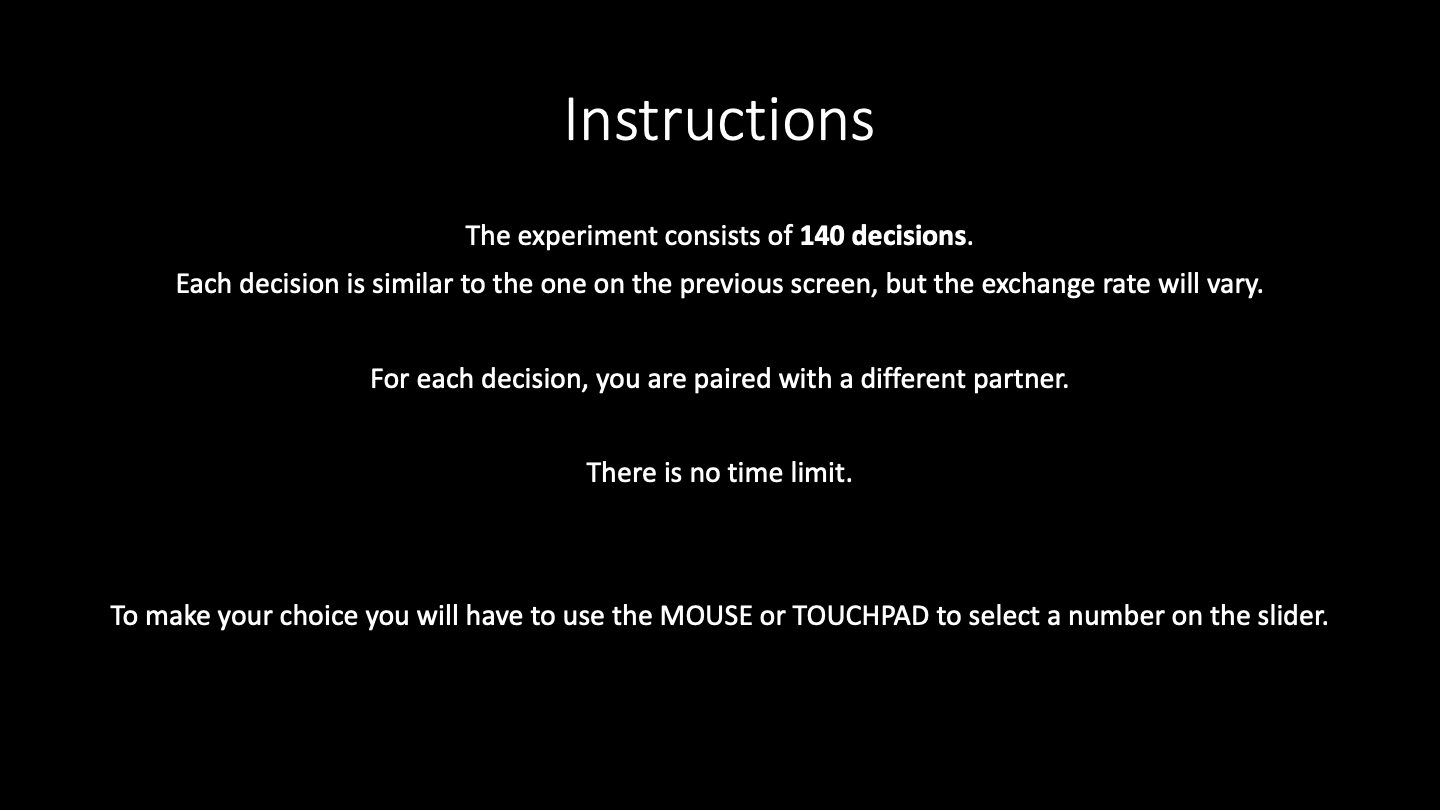 Instructions
The experiment consists of 140 decisions.
Each decision is similar to the one on the previous screen, but the exchange rate will vary.
For each decision, you are paired with a different partner.
There is no time limit.
To make your choice you will have to use the MOUSE or TOUCHPAD to select a number on the slider.